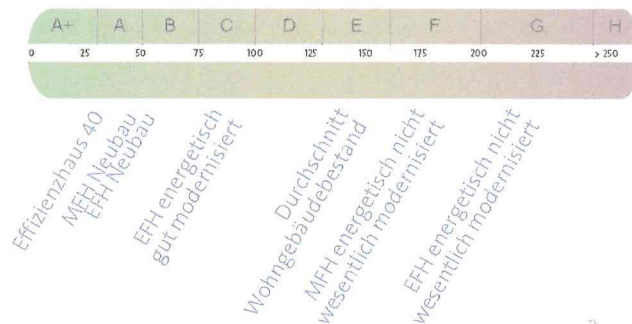 A+ A B C D E F G H
0 25 50 75 100 125 150 175 200 225 > 250
Effizienzhaus 40
MFH Neubau
EFH Neubau
EFH energetisch
gut modernisiert
Durchschnitt
Wohngebäudebestand
MFH energetisch nicht
wesentlich modernisiert
EFH energetisch nicht
wesentlich modernisiert